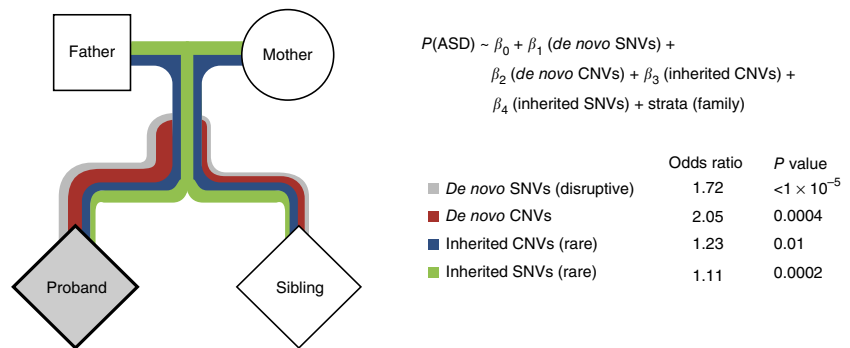 Father
Mother
P(ASD) ~ β0 + β1 (de novo SNVs) +
β2 (de novo CNVs) + β3 (inherited CNVs) +
β4 (inherited SNVs) + strata (family)
Odds ratio P value
De novo SNVs (disruptive) 1.72 <1 × 10⁻⁵
De novo CNVs 2.05 0.0004
Inherited CNVs (rare) 1.23 0.01
Inherited SNVs (rare) 1.11 0.0002
Proband
Sibling